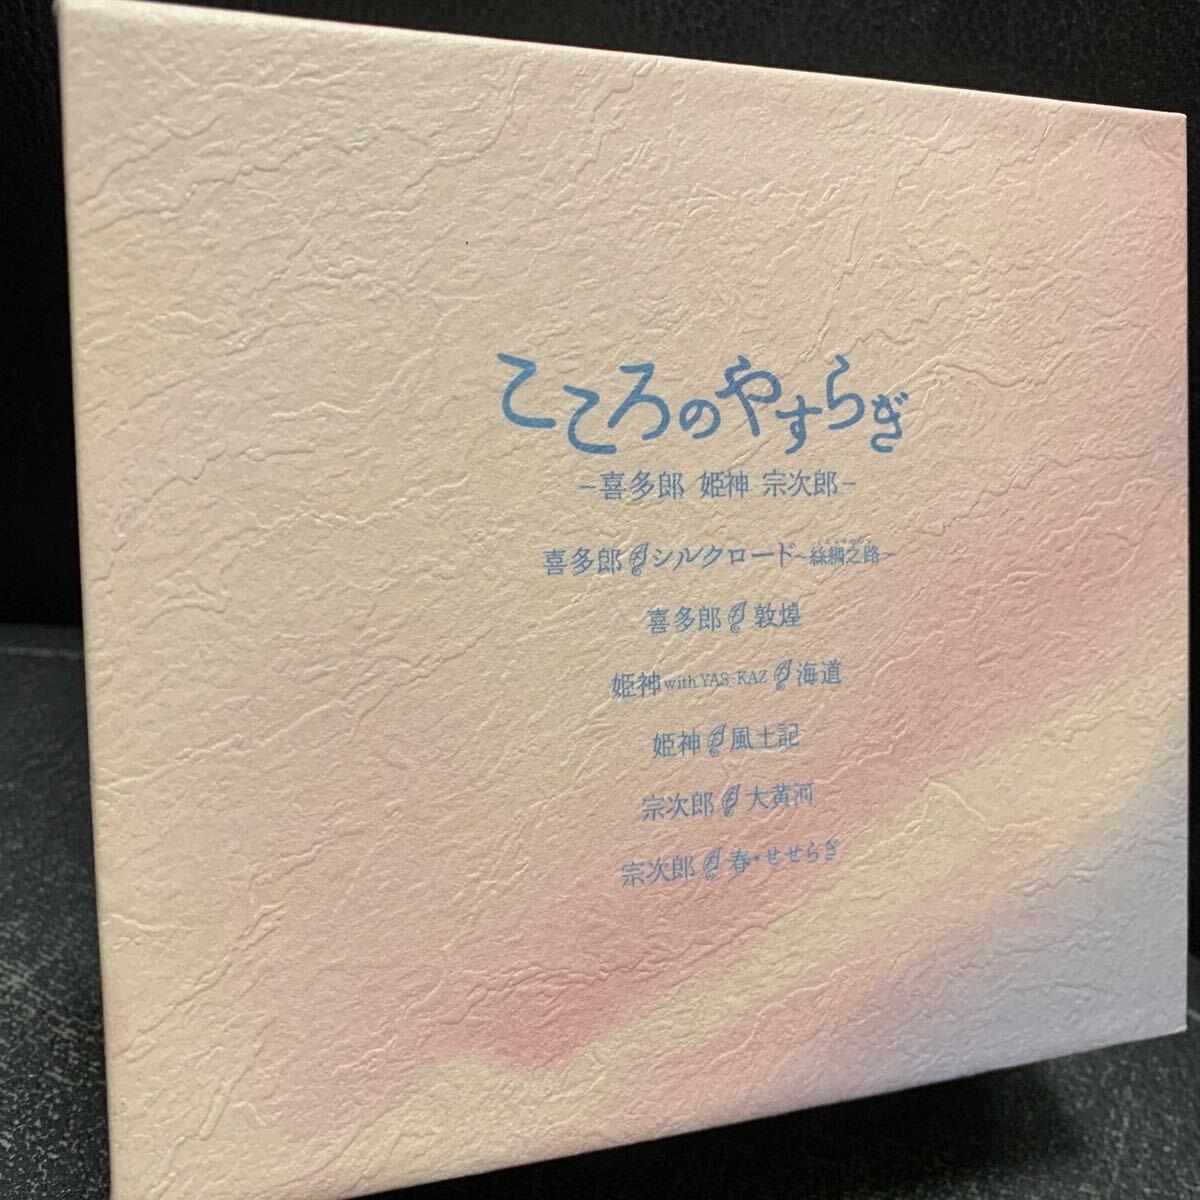 こころのやすらぎ
−喜多郎 姫神 宗次郎−
喜多郎 シルクロード〜絲綢之路〜
喜多郎 敦煌
姫神 with YAS-KAZ 海道
姫神 風土記
宗次郎 大黄河
宗次郎 春・せせらぎ